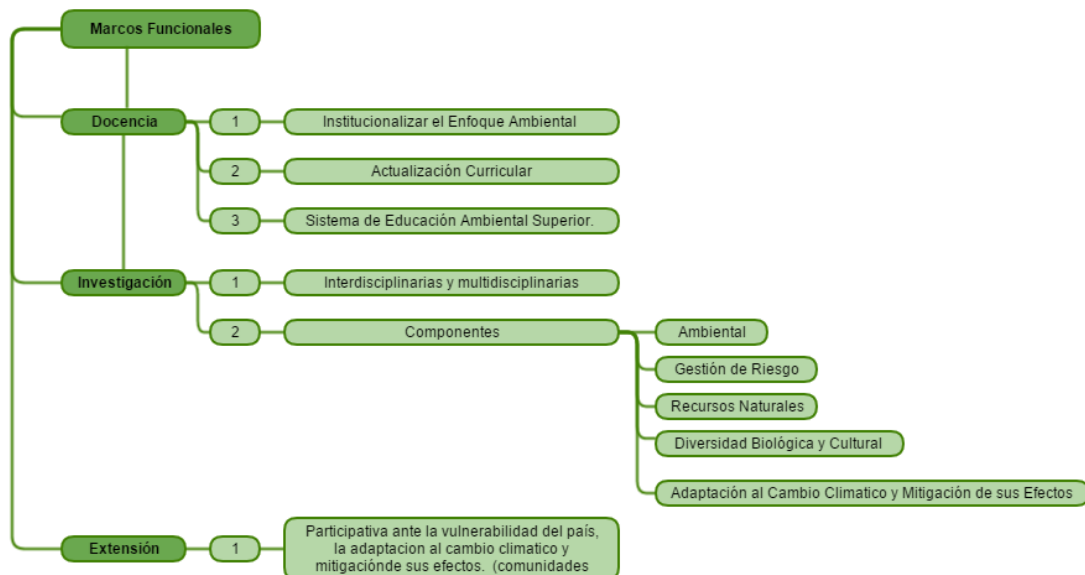 Marcos Funcionales
Docencia
1
Institucionalizar el Enfoque Ambiental
2
Actualización Curricular
3
Sistema de Educación Ambiental Superior.
Investigación
1
Interdisciplinarias y multidisciplinarias
2
Componentes
Ambiental
Gestión de Riesgo
Recursos Naturales
Diversidad Biológica y Cultural
Adaptación al Cambio Climatico y Mitigación de sus Efectos
Extensión
1
Participativa ante la vulnerabilidad del país,
la adaptacion al cambio climatico y
mitigaciónde sus efectos. (comunidades